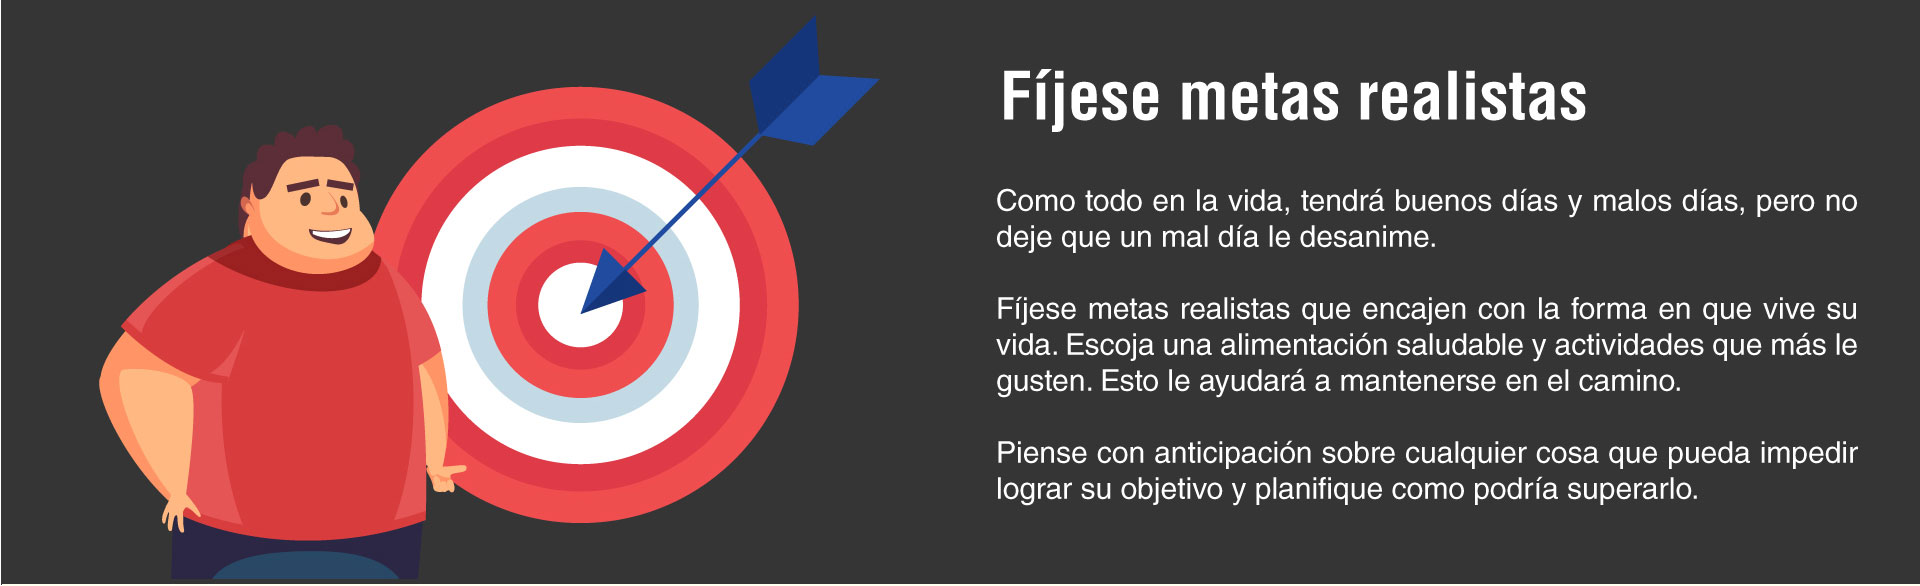 Fíjese metas realistas
Como todo en la vida, tendrá buenos días y malos días, pero no
deje que un mal día le desanime.
Fíjese metas realistas que encajen con la forma en que vive su
vida. Escoja una alimentación saludable y actividades que más le
gusten. Esto le ayudará a mantenerse en el camino.
Piense con anticipación sobre cualquier cosa que pueda impedir
lograr su objetivo y planifique como podría superarlo.